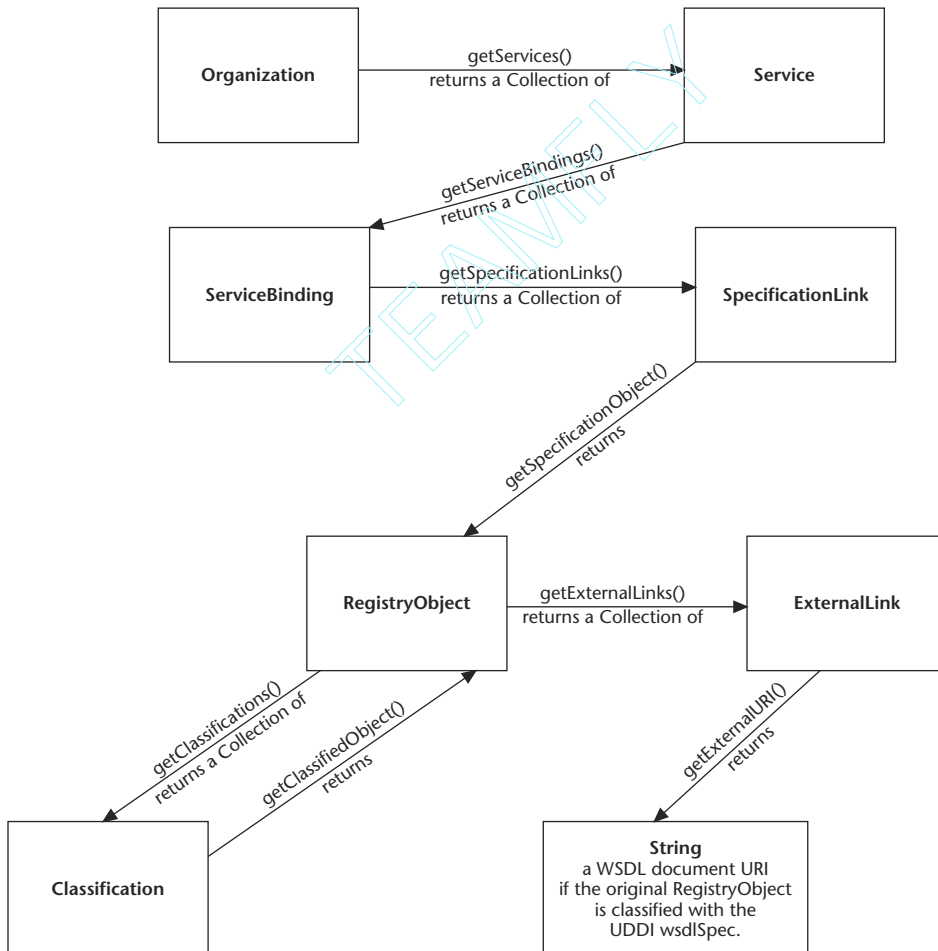 Organization
getServices()
returns a Collection of
Service
getServiceBindings()
returns a Collection of
ServiceBinding
getSpecificationLinks()
returns a Collection of
SpecificationLink
TEAMFLY
getSpecificationObject()
returns
RegistryObject
getExternalLinks()
returns a Collection of
ExternalLink
getClassifications()
returns a Collection of
getClassifiedObject()
returns
getExternalURI()
returns
Classification
String
a WSDL document URI
if the original RegistryObject
is classified with the
UDDI wsdlSpec.